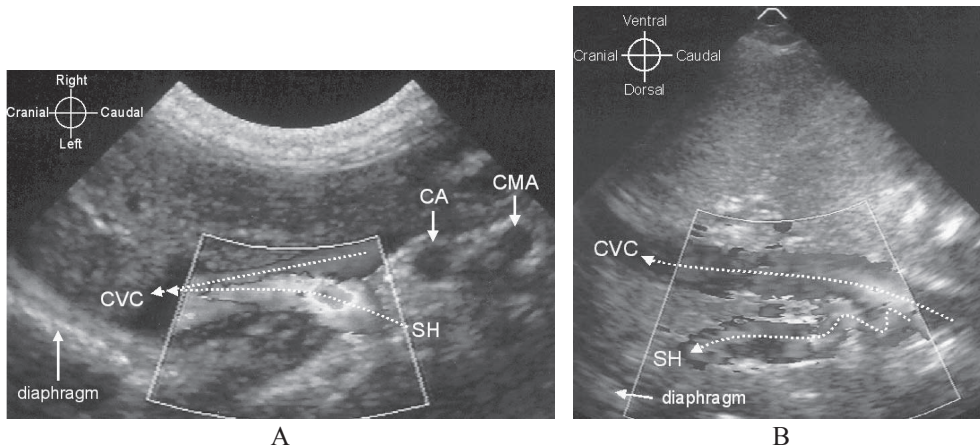 Right
Cranial
Caudal
Left
CA
CMA
CVC
SH
diaphragm
A
Ventral
Cranial
Caudal
Dorsal
CVC
SH
diaphragm
B